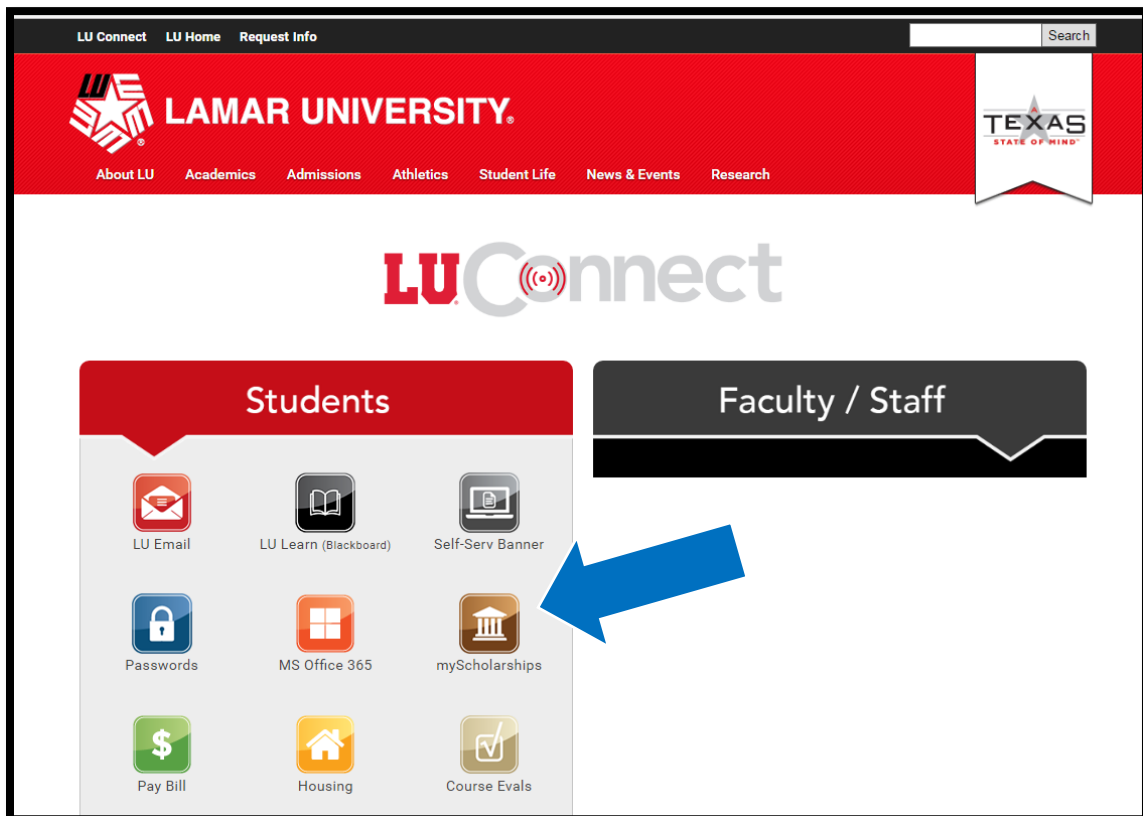 LU Connect LU Home Request Info Search
LU
LAMAR UNIVERSITY.
TEXAS
STATE OF MIND
About LU Academics Admissions Athletics Student Life News & Events Research
LU Connect
Students
Faculty / Staff
LU Email LU Learn (Blackboard) Self-Serv Banner
Passwords MS Office 365 myScholarships
$
Pay Bill Housing Course Evals